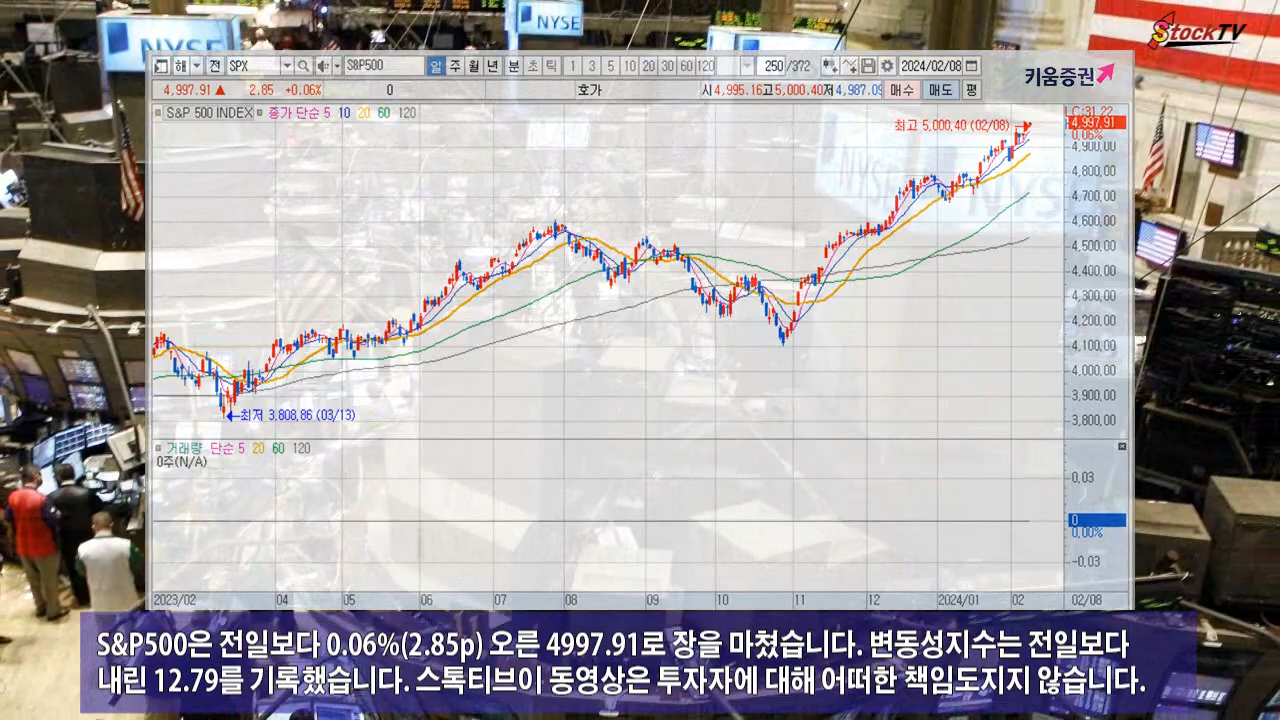 NYSE
NYSE
StockTV
해 전 SPX S&P500 일 주 월 년 분 초 틱 1 3 5 10 20 30 60 120 250 /372 2024/02/08
키움증권
4,997.91 ▲ 2.85 +0.06% 0 호가 시 4,995.16 고 5,000.40 저 4,987.09 매수 매도 평
S&P 500 INDEX 종가 단순 5 10 20 60 120
LC:31.22
최고 5,000.40 (02/08)
4,997.91
0.06%
4,900.00
4,800.00
4,700.00
4,600.00
4,500.00
4,400.00
4,300.00
4,200.00
4,100.00
4,000.00
3,900.00
3,800.00
최저 3,808.86 (03/13)
거래량 단순 5 20 60 120
0주(N/A)
0.03
0
0.00%
-0.03
2023/02 04 05 06 07 08 09 10 11 12 2024/01 02 02/08
S&P500은 전일보다 0.06%(2.85p) 오른 4997.91로 장을 마쳤습니다. 변동성지수는 전일보다
내린 12.79를 기록했습니다. 스톡티브이 동영상은 투자자에 대해 어떠한 책임도지지 않습니다.